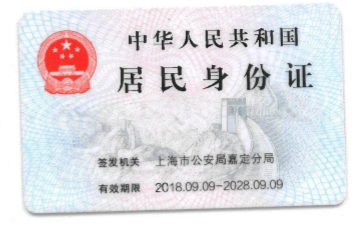 中华人民共和国
居民身份证
签发机关 上海市公安局嘉定分局
有效期限 2018.09.09-2028.09.09